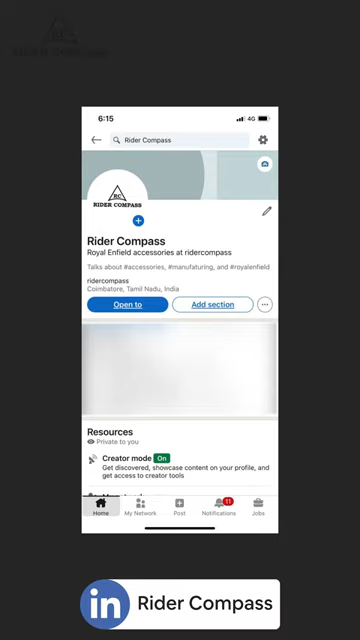 RC
RIDER COMPASS
6:15
4G
Rider Compass
RC
RIDER COMPASS
Rider Compass
Royal Enfield accessories at ridercompass
Talks about #accessories, #manufaturing, and #royalenfield
ridercompass
Coimbatore, Tamil Nadu, India
Open to
Add section
Resources
Private to you
Creator mode On
Get discovered, showcase content on your profile, and
get access to creator tools
Home
My Network
Post
11
Notifications
Jobs
in Rider Compass